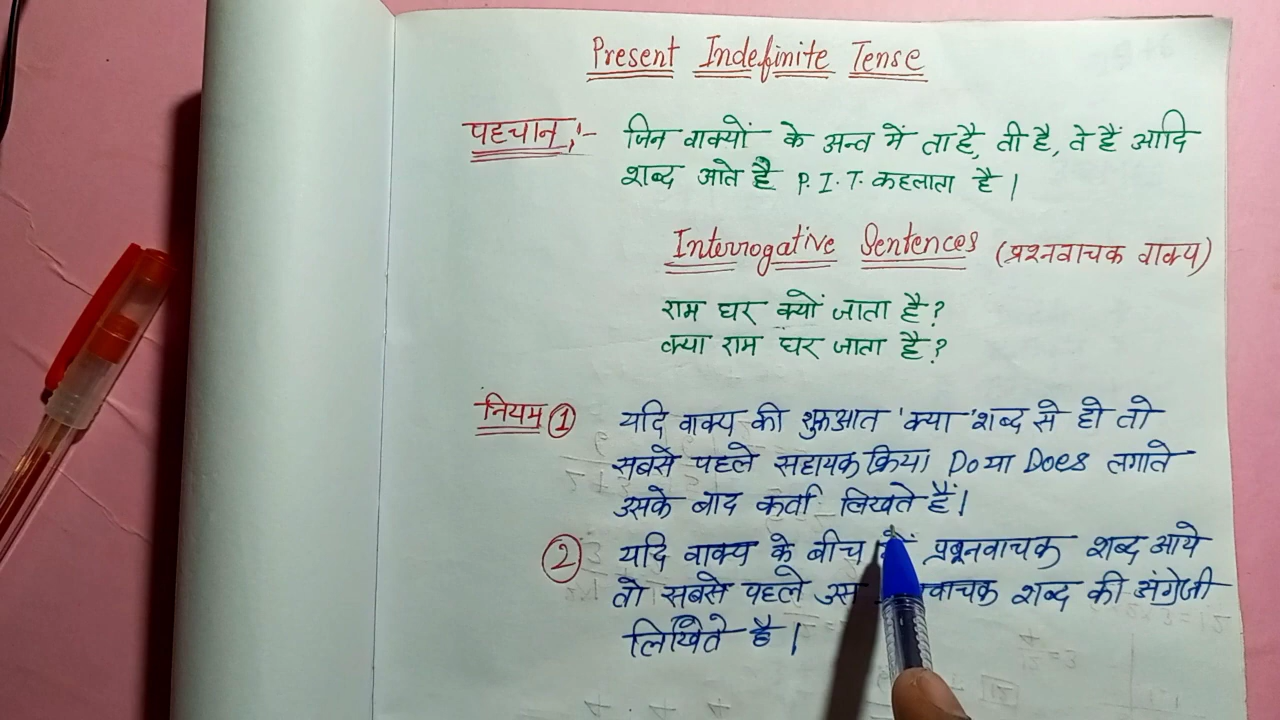 Present Indefinite Tense
पहचान:- जिन वाक्यों के अन्त में ता है, ती है, ते हैं आदि
शब्द आते है P.I.T. कहलाता है।
Interrogative Sentences (प्रश्नवाचक वाक्य)
राम घर क्यों जाता है?
क्या राम घर जाता है?
नियम ① यदि वाक्य की शुरुआत 'क्या' शब्द से हो तो
सबसे पहले सहायक क्रिया Do या Does लगाते
उसके बाद कर्ता लिखते हैं।
② यदि वाक्य के बीच प्रश्नवाचक शब्द आये
तो सबसे पहले उस वाचक शब्द की अंग्रेजी
लिखिते है।